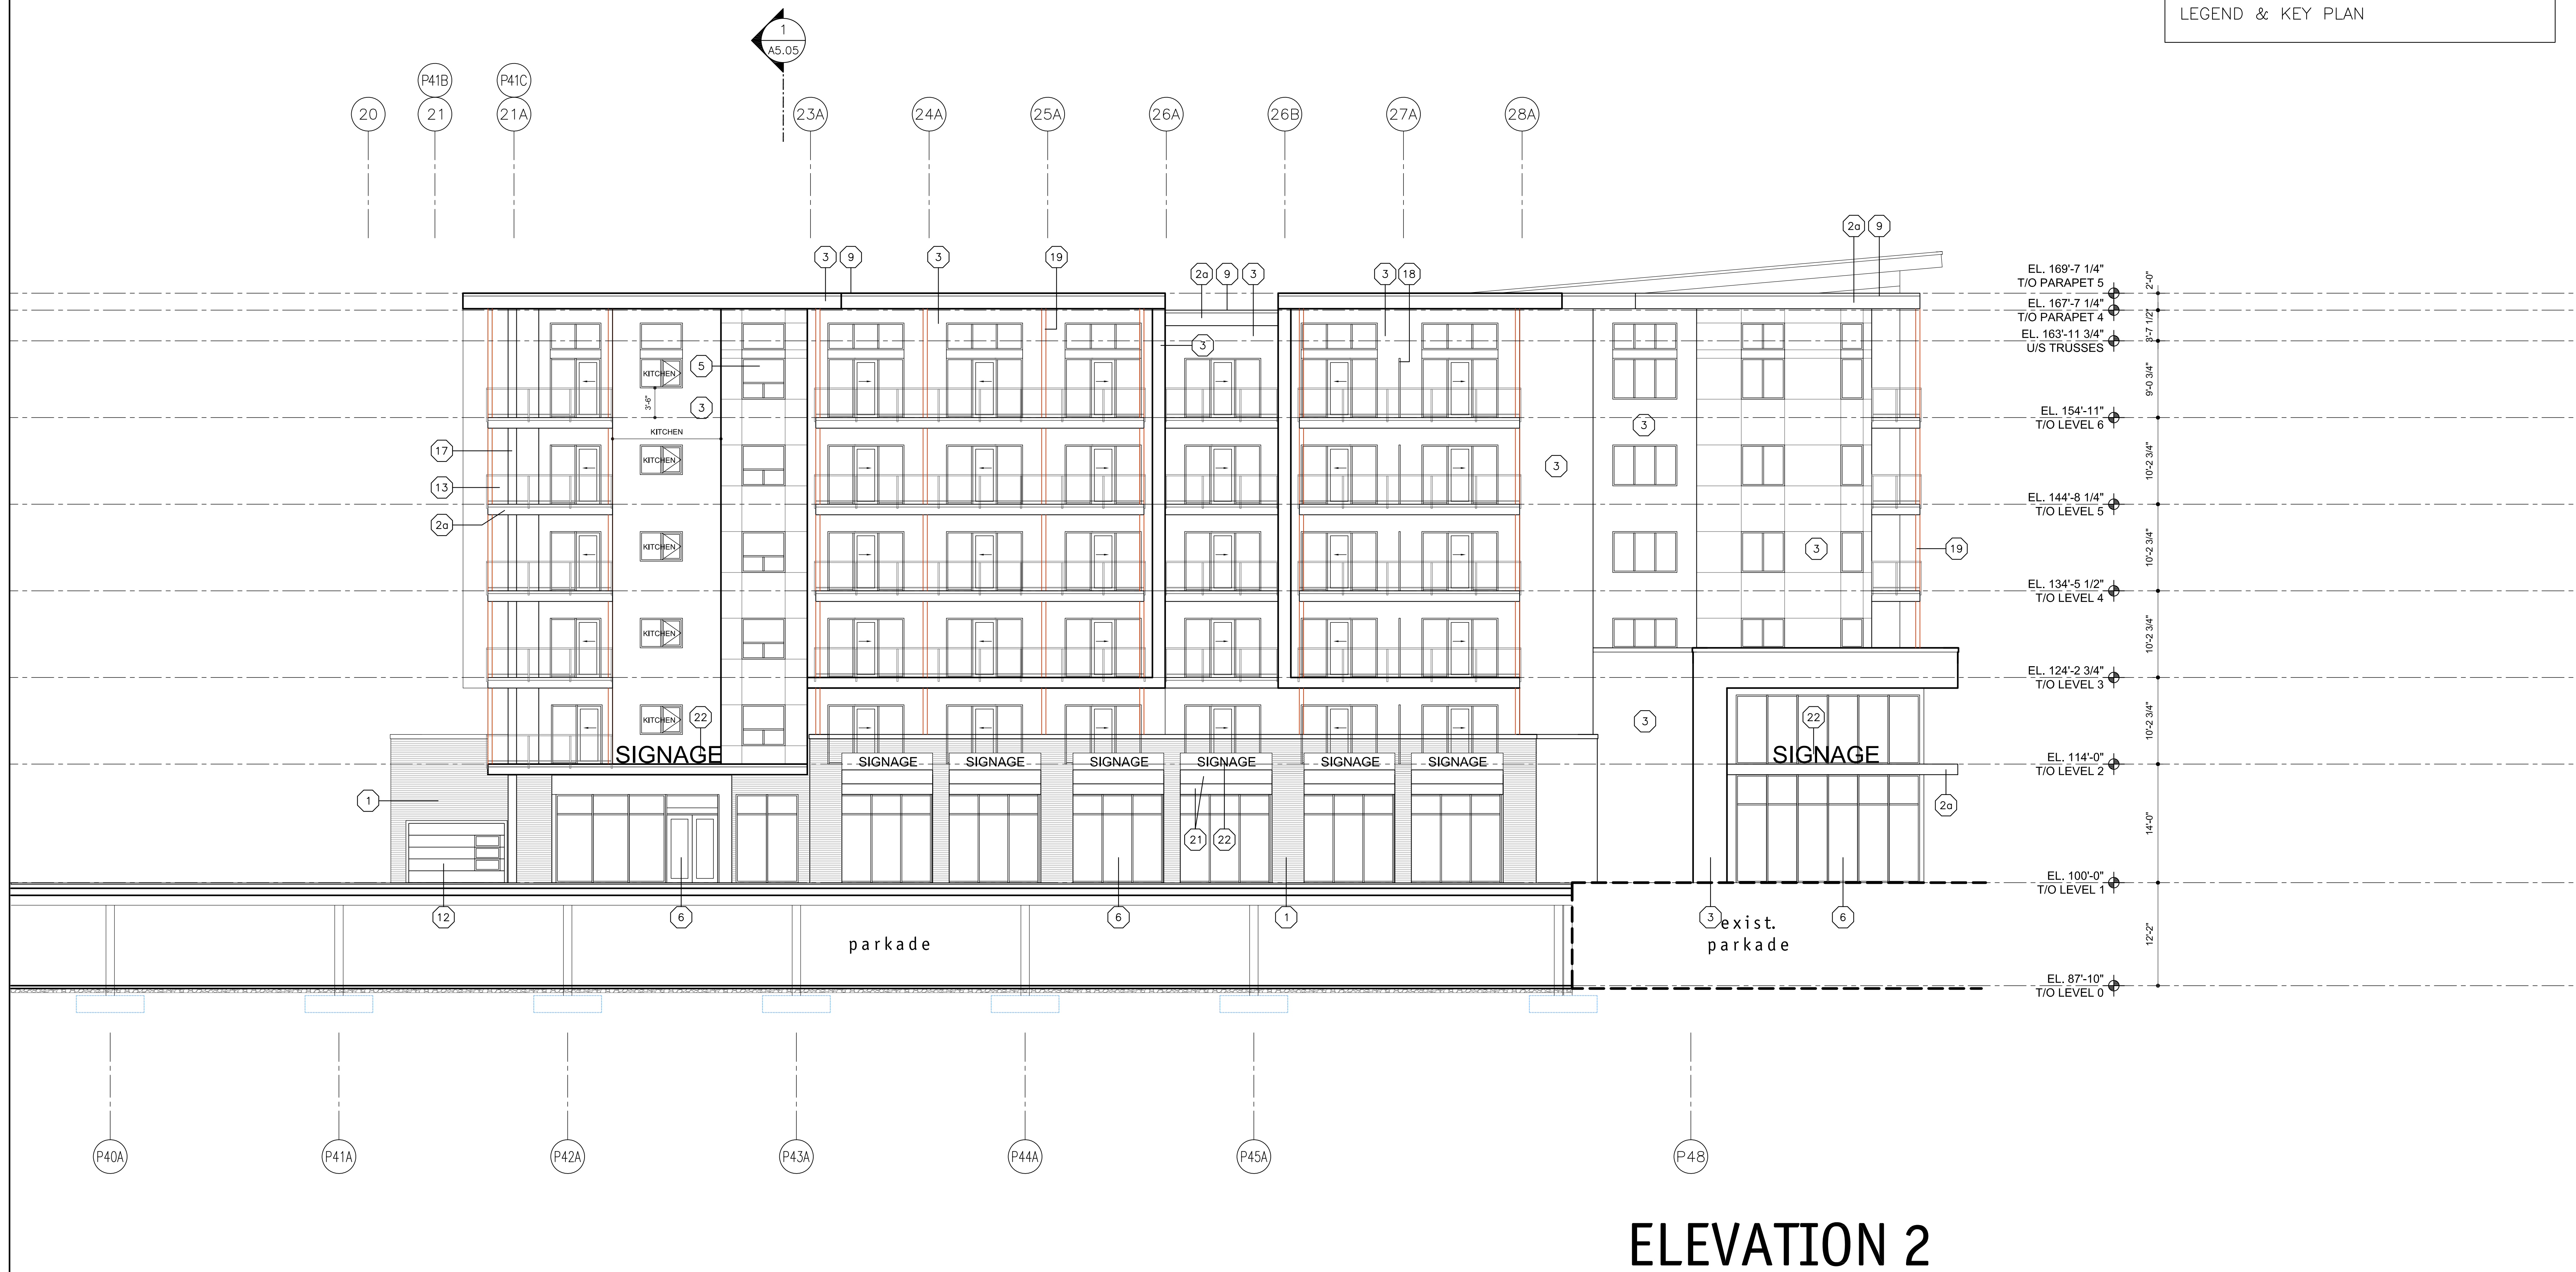 LEGEND & KEY PLAN
1
A5.05
P41B
P41C
20
21
21A
23A
24A
25A
26A
26B
27A
28A
2a
9
3
9
3
19
2a
9
3
3
18
EL. 169'-7 1/4"
T/O PARAPET 5
2'-0"
EL. 167'-7 1/4"
T/O PARAPET 4
3'-7 1/2"
EL. 163'-11 3/4"
U/S TRUSSES
3
5
KITCHEN
9'-0 3/4"
3'-6"
3
EL. 154'-11"
T/O LEVEL 6
3
KITCHEN
17
KITCHEN
3
10'-2 3/4"
13
EL. 144'-8 1/4"
T/O LEVEL 5
2a
KITCHEN
3
19
10'-2 3/4"
EL. 134'-5 1/2"
T/O LEVEL 4
KITCHEN
10'-2 3/4"
EL. 124'-2 3/4"
T/O LEVEL 3
KITCHEN
22
3
22
10'-2 3/4"
SIGNAGE
SIGNAGE
SIGNAGE
SIGNAGE
SIGNAGE
SIGNAGE
SIGNAGE
SIGNAGE
EL. 114'-0"
T/O LEVEL 2
1
2a
21
22
14'-0"
EL. 100'-0"
T/O LEVEL 1
12
6
6
1
3
6
exist.
parkade
parkade
12'-2"
EL. 87'-10"
T/O LEVEL 0
P40A
P41A
P42A
P43A
P44A
P45A
P48
ELEVATION 2